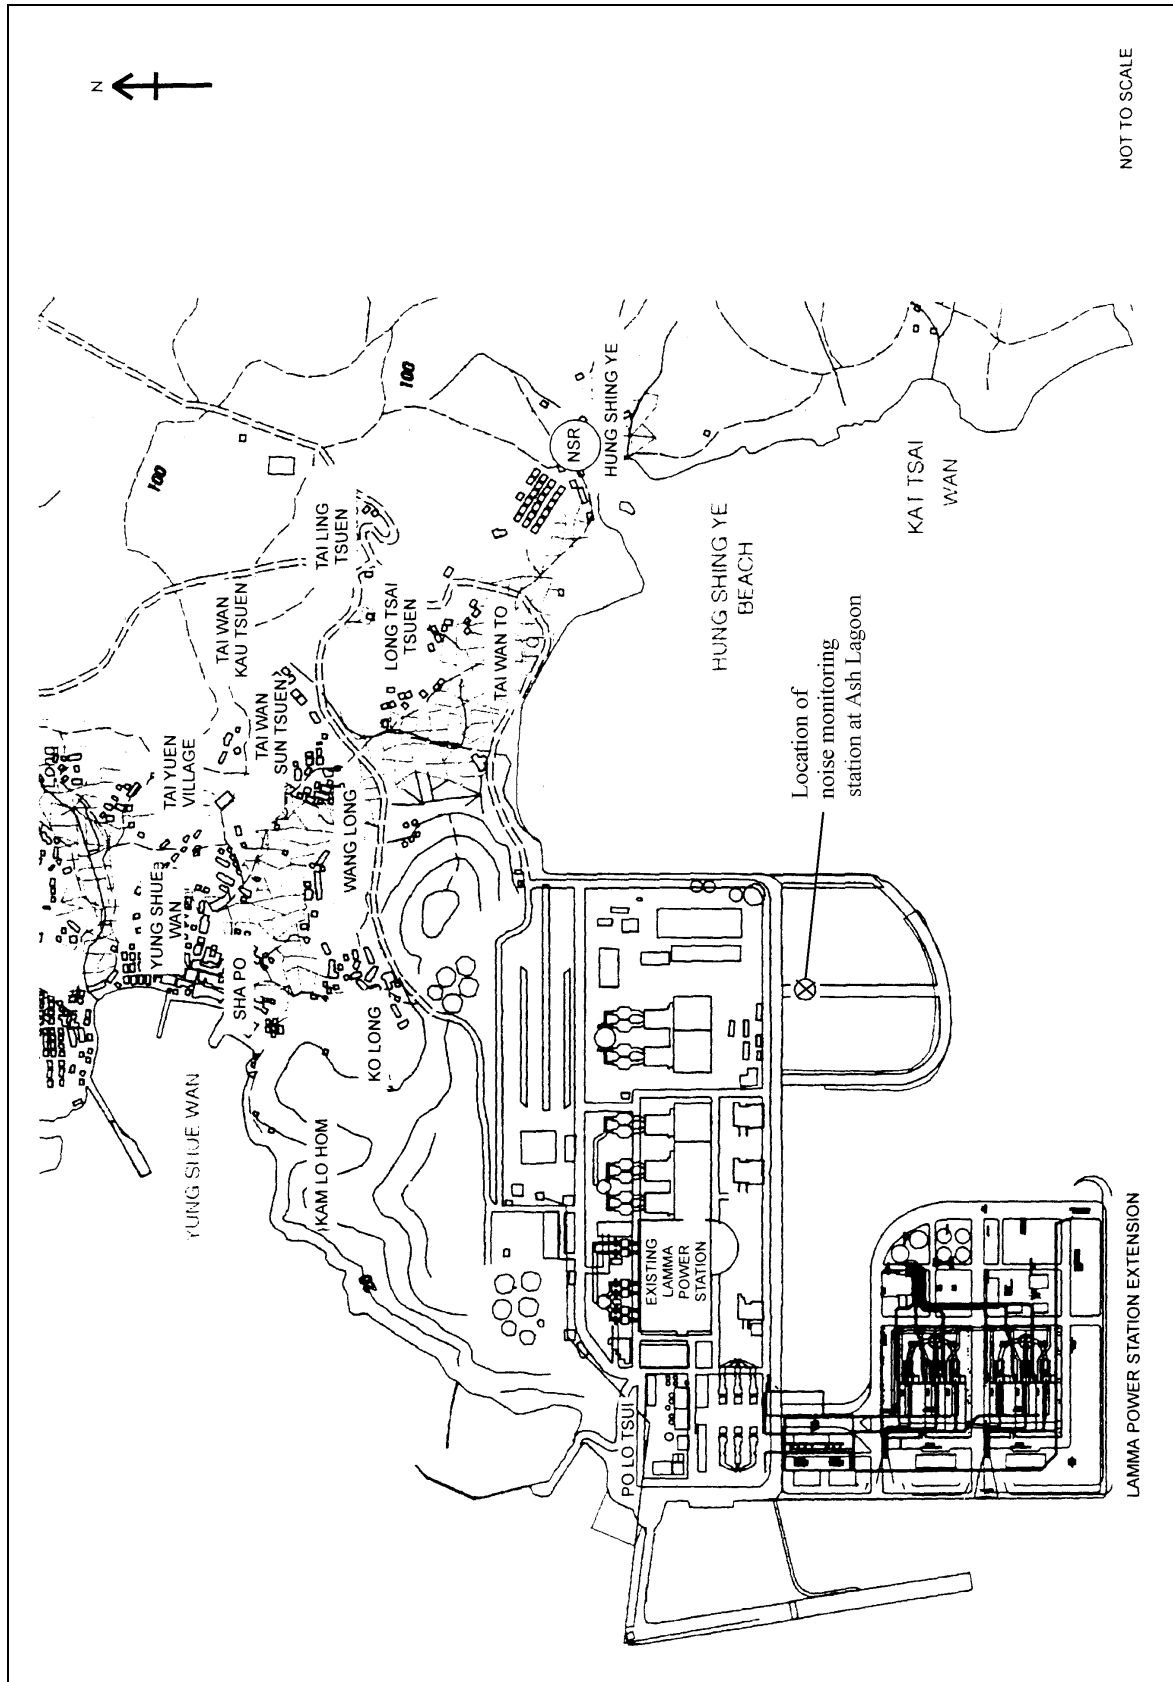 N
NOT TO SCALE
100
100
TAI LING
TSUEN
NSR
HUNG SHING YE
KAI TSAI
WAN
TAI WAN
KAU TSUEN
LONG TSAI
TSUEN
TAI WAN TO
HUNG SHING YE
BEACH
TAI YUEN
VILLAGE
TAI WAN
SUN TSUEN
Location of
noise monitoring
station at Ash Lagoon
YUNG SHUE
WAN
WANG LONG
SHA PO
KO LONG
YUNG SHUE WAN
KAM LO HOM
EXISTING
LAMMA
POWER
STATION
PO LO TSUI
LAMMA POWER STATION EXTENSION